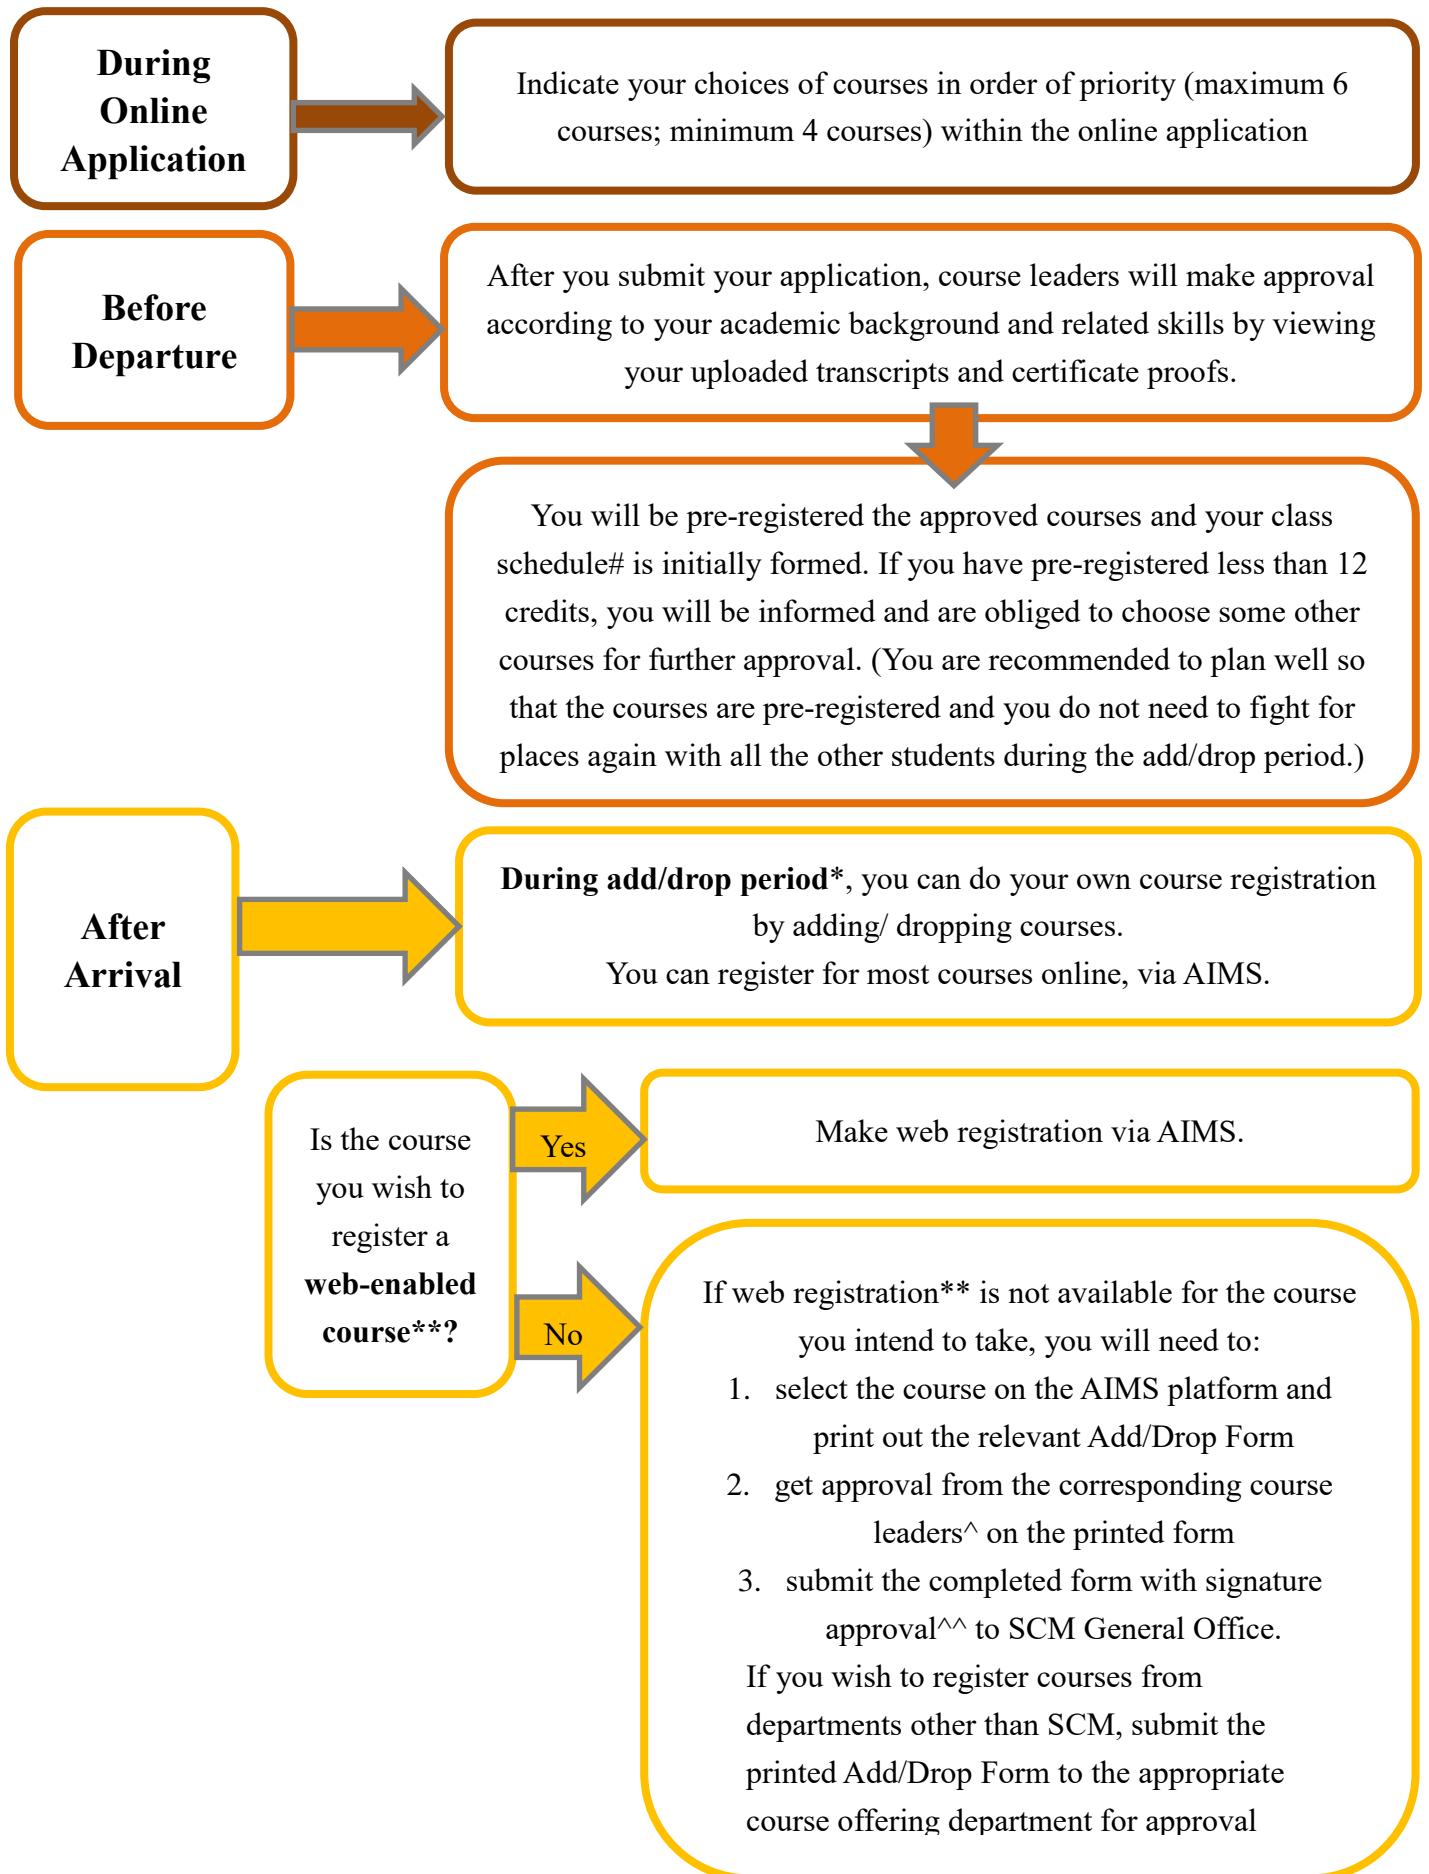 During
Online
Application
Indicate your choices of courses in order of priority (maximum 6
courses; minimum 4 courses) within the online application
Before
Departure
After you submit your application, course leaders will make approval
according to your academic background and related skills by viewing
your uploaded transcripts and certificate proofs.
You will be pre-registered the approved courses and your class
schedule# is initially formed. If you have pre-registered less than 12
credits, you will be informed and are obliged to choose some other
courses for further approval. (You are recommended to plan well so
that the courses are pre-registered and you do not need to fight for
places again with all the other students during the add/drop period.)
After
Arrival
During add/drop period*, you can do your own course registration
by adding/ dropping courses.
You can register for most courses online, via AIMS.
Is the course
you wish to
register a
web-enabled
course**?
Yes
Make web registration via AIMS.
No
If web registration** is not available for the course
you intend to take, you will need to:
1. select the course on the AIMS platform and
print out the relevant Add/Drop Form
2. get approval from the corresponding course
leaders^ on the printed form
3. submit the completed form with signature
approval^^ to SCM General Office.
If you wish to register courses from
departments other than SCM, submit the
printed Add/Drop Form to the appropriate
course offering department for approval